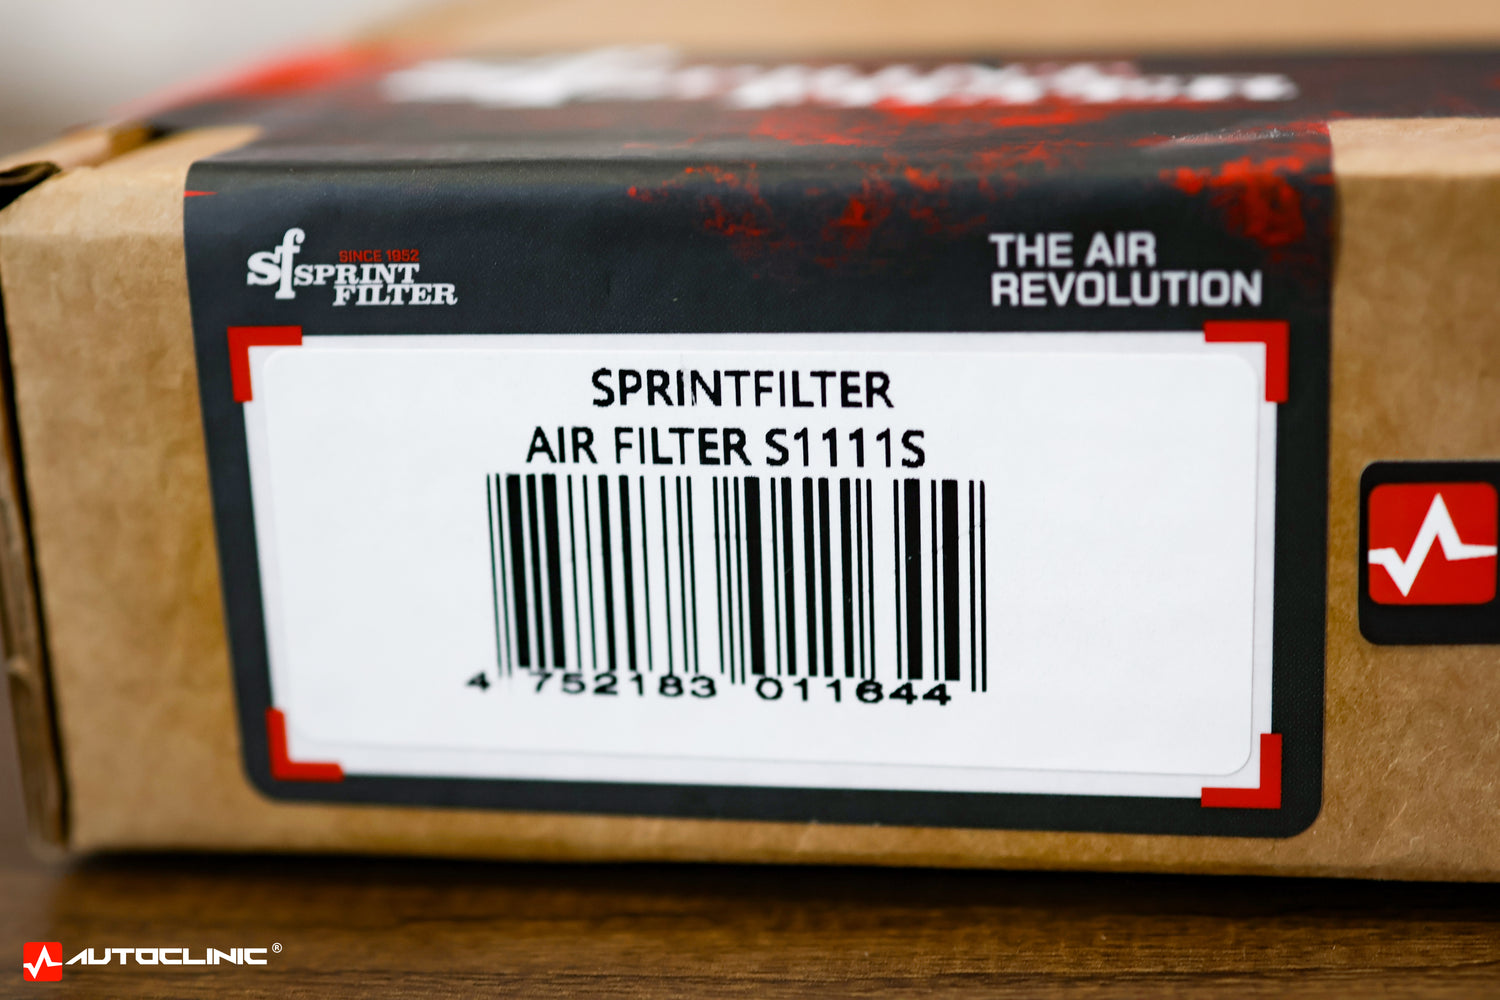 SINCE 1952
sf SPRINT
FILTER
THE AIR
REVOLUTION
SPRINTFILTER
AIR FILTER S1111S
4 752183 011644
AUTOCLINIC®